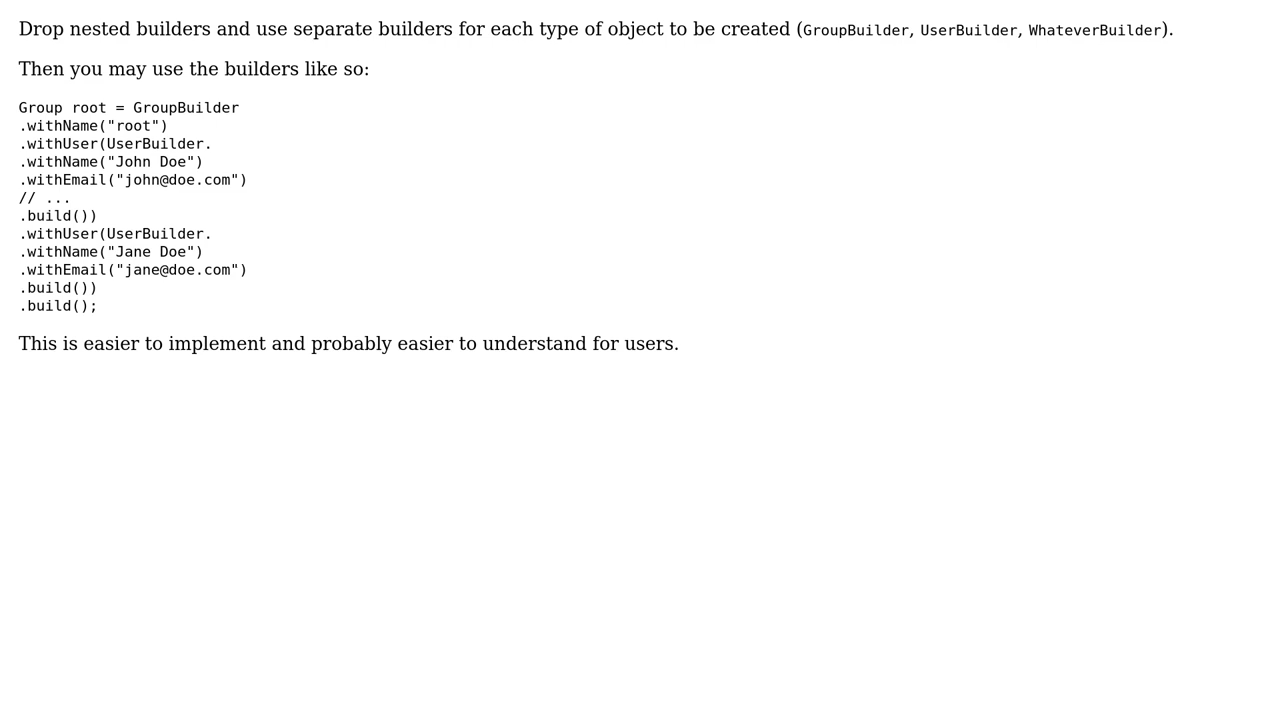 Drop nested builders and use separate builders for each type of object to be created (GroupBuilder, UserBuilder, WhateverBuilder).
Then you may use the builders like so:
Group root = GroupBuilder
.withName("root")
.withUser(UserBuilder.
.withName("John Doe")
.withEmail("john@doe.com")
// ...
.build())
.withUser(UserBuilder.
.withName("Jane Doe")
.withEmail("jane@doe.com")
.build())
.build();
This is easier to implement and probably easier to understand for users.